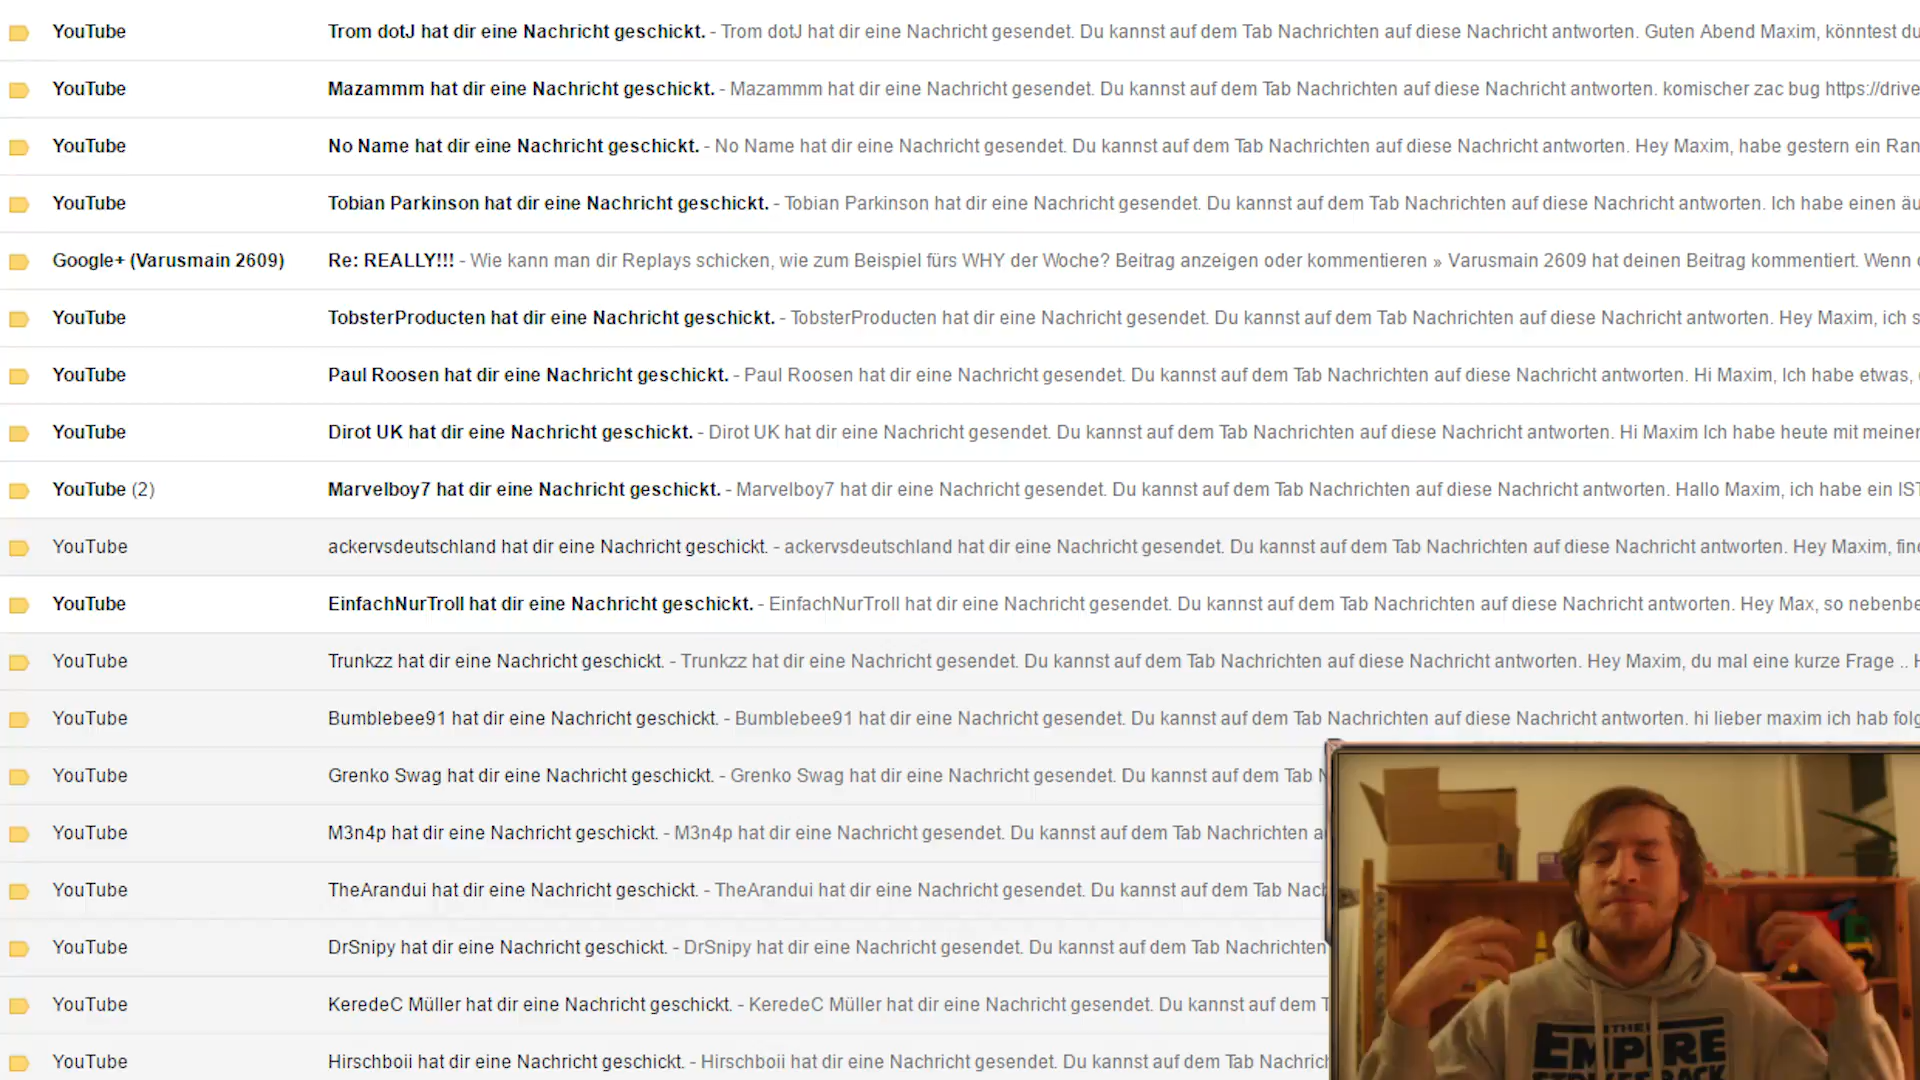 YouTube Trom dotJ hat dir eine Nachricht geschickt. - Trom dotJ hat dir eine Nachricht gesendet. Du kannst auf dem Tab Nachrichten auf diese Nachricht antworten. Guten Abend Maxim, könntest du
YouTube Mazammm hat dir eine Nachricht geschickt. - Mazammm hat dir eine Nachricht gesendet. Du kannst auf dem Tab Nachrichten auf diese Nachricht antworten. komischer zac bug https://drive
YouTube No Name hat dir eine Nachricht geschickt. - No Name hat dir eine Nachricht gesendet. Du kannst auf dem Tab Nachrichten auf diese Nachricht antworten. Hey Maxim, habe gestern ein Ran
YouTube Tobian Parkinson hat dir eine Nachricht geschickt. - Tobian Parkinson hat dir eine Nachricht gesendet. Du kannst auf dem Tab Nachrichten auf diese Nachricht antworten. Ich habe einen äu
Google+ (Varusmain 2609) Re: REALLY!!! - Wie kann man dir Replays schicken, wie zum Beispiel fürs WHY der Woche? Beitrag anzeigen oder kommentieren » Varusmain 2609 hat deinen Beitrag kommentiert. Wenn
YouTube TobsterProducten hat dir eine Nachricht geschickt. - TobsterProducten hat dir eine Nachricht gesendet. Du kannst auf dem Tab Nachrichten auf diese Nachricht antworten. Hey Maxim, ich s
YouTube Paul Roosen hat dir eine Nachricht geschickt. - Paul Roosen hat dir eine Nachricht gesendet. Du kannst auf dem Tab Nachrichten auf diese Nachricht antworten. Hi Maxim, Ich habe etwas,
YouTube Dirot UK hat dir eine Nachricht geschickt. - Dirot UK hat dir eine Nachricht gesendet. Du kannst auf dem Tab Nachrichten auf diese Nachricht antworten. Hi Maxim Ich habe heute mit meiner
YouTube (2) Marvelboy7 hat dir eine Nachricht geschickt. - Marvelboy7 hat dir eine Nachricht gesendet. Du kannst auf dem Tab Nachrichten auf diese Nachricht antworten. Hallo Maxim, ich habe ein IST
YouTube ackervsdeutschland hat dir eine Nachricht geschickt. - ackervsdeutschland hat dir eine Nachricht gesendet. Du kannst auf dem Tab Nachrichten auf diese Nachricht antworten. Hey Maxim, fine
YouTube EinfachNurTroll hat dir eine Nachricht geschickt. - EinfachNurTroll hat dir eine Nachricht gesendet. Du kannst auf dem Tab Nachrichten auf diese Nachricht antworten. Hey Max, so nebenbe
YouTube Trunkzz hat dir eine Nachricht geschickt. - Trunkzz hat dir eine Nachricht gesendet. Du kannst auf dem Tab Nachrichten auf diese Nachricht antworten. Hey Maxim, du mal eine kurze Frage .. H
YouTube Bumblebee91 hat dir eine Nachricht geschickt. - Bumblebee91 hat dir eine Nachricht gesendet. Du kannst auf dem Tab Nachrichten auf diese Nachricht antworten. hi lieber maxim ich hab folg
YouTube Grenko Swag hat dir eine Nachricht geschickt. - Grenko Swag hat dir eine Nachricht gesendet. Du kannst auf dem Tab N
YouTube M3n4p hat dir eine Nachricht geschickt. - M3n4p hat dir eine Nachricht gesendet. Du kannst auf dem Tab Nachrichten a
YouTube TheArandui hat dir eine Nachricht geschickt. - TheArandui hat dir eine Nachricht gesendet. Du kannst auf dem Tab Nach
YouTube DrSnipy hat dir eine Nachricht geschickt. - DrSnipy hat dir eine Nachricht gesendet. Du kannst auf dem Tab Nachrichten
YouTube KeredeC Müller hat dir eine Nachricht geschickt. - KeredeC Müller hat dir eine Nachricht gesendet. Du kannst auf dem T
YouTube Hirschboii hat dir eine Nachricht geschickt. - Hirschboii hat dir eine Nachricht gesendet. Du kannst auf dem Tab Nachrich
THE
EMPIRE
STRIKES BACK